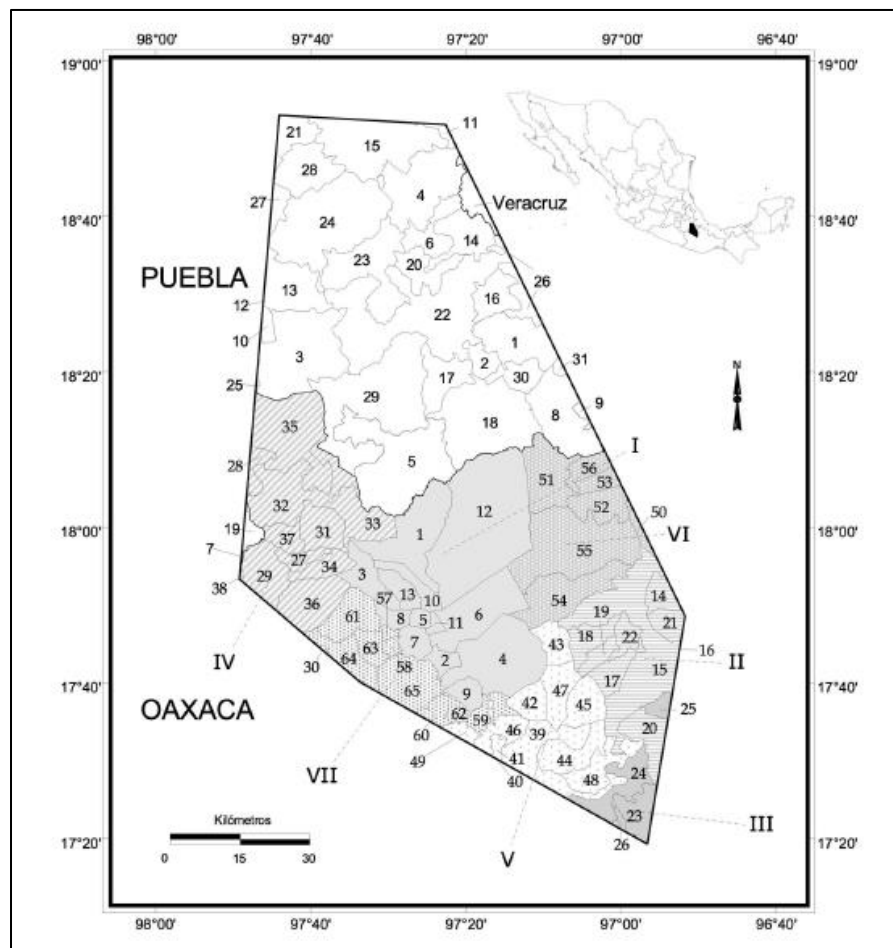 98°00' 97°40' 97°20' 97°00' 96°40'
19°00' 19°00'
21 15 11
28
27 4 Veracruz
18°40' 24 18°40'
6 14
23 20
PUEBLA 26
12 13 16
22
10 1
3 2 31
18°20' 25 17 30 18°20'
29 8 9
18
35 5 I
28 56
51 53
32 12 52 50
18°00' 19 33 1 18°00'
37 31 VI
7 27 55
34
38 29 3
57 13 10 54 14
36 8 5 6 19
61 11 21
18 22
7 43 16
IV 63 2 II
30 64 58 4 15
17°40' 17 17°40'
65 9 47
OAXACA 42 45 25
62 59 20
60 46 39
49 44 24
VII 41
40 48
Kilómetros
23 III
17°20' 0 15 30 V 26 17°20'
N
98°00' 97°40' 97°20' 97°00' 96°40'